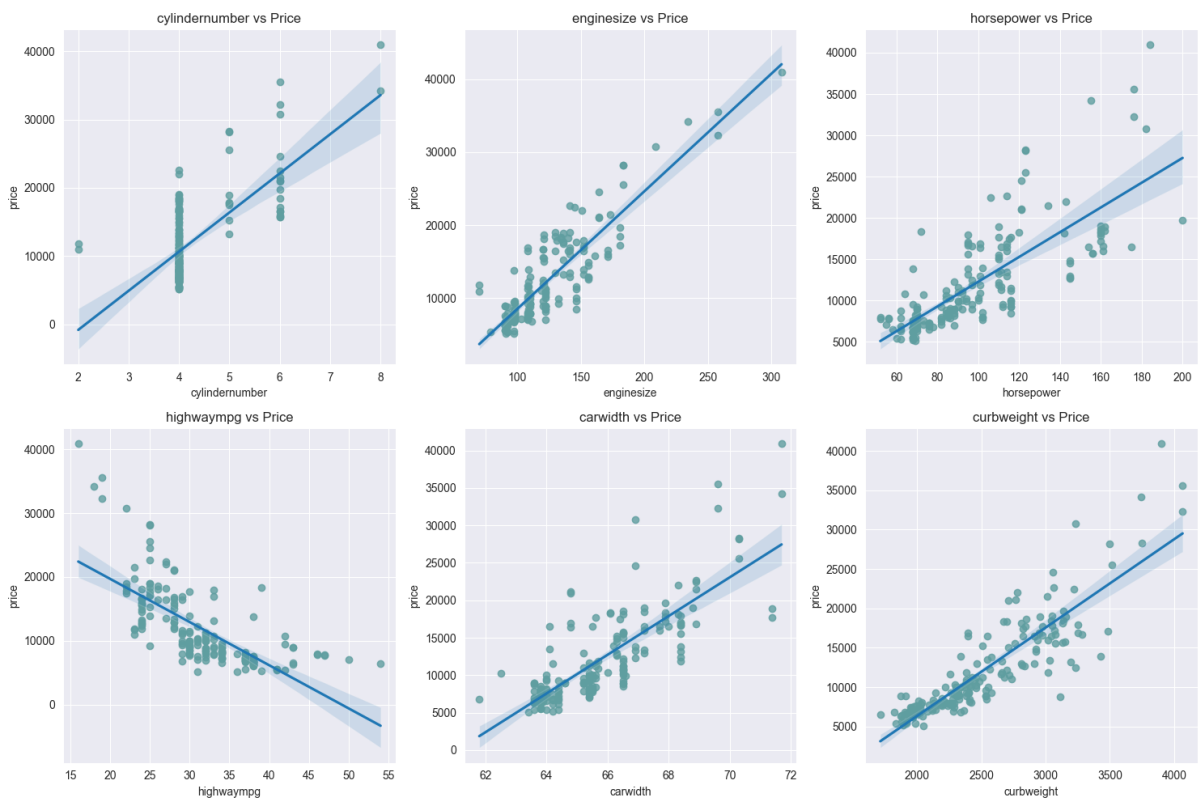 cylindernumber vs Price
40000
30000
20000
10000
0
price
2 3 4 5 6 7 8
cylindernumber
enginesize vs Price
40000
30000
20000
10000
price
100 150 200 250 300
enginesize
horsepower vs Price
40000
35000
30000
25000
20000
15000
10000
5000
price
60 80 100 120 140 160 180 200
horsepower
highwaympg vs Price
40000
30000
20000
10000
0
price
15 20 25 30 35 40 45 50 55
highwaympg
carwidth vs Price
40000
35000
30000
25000
20000
15000
10000
5000
0
price
62 64 66 68 70 72
carwidth
curbweight vs Price
40000
35000
30000
25000
20000
15000
10000
5000
price
2000 2500 3000 3500 4000
curbweight